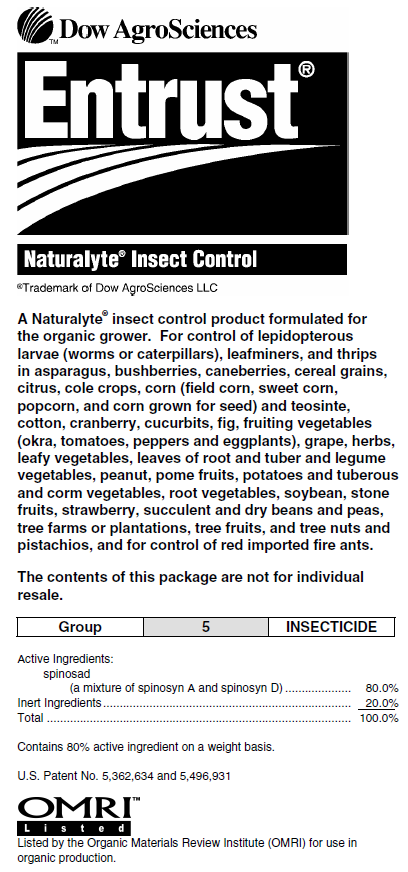 Dow AgroSciences
TM
Entrust®
Naturalyte® Insect Control
®Trademark of Dow AgroSciences LLC
A Naturalyte® insect control product formulated for
the organic grower. For control of lepidopterous
larvae (worms or caterpillars), leafminers, and thrips
in asparagus, bushberries, caneberries, cereal grains,
citrus, cole crops, corn (field corn, sweet corn,
popcorn, and corn grown for seed) and teosinte,
cotton, cranberry, cucurbits, fig, fruiting vegetables
(okra, tomatoes, peppers and eggplants), grape, herbs,
leafy vegetables, leaves of root and tuber and legume
vegetables, peanut, pome fruits, potatoes and tuberous
and corm vegetables, root vegetables, soybean, stone
fruits, strawberry, succulent and dry beans and peas,
tree farms or plantations, tree fruits, and tree nuts and
pistachios, and for control of red imported fire ants.
The contents of this package are not for individual
resale.
Group 5 INSECTICIDE
Active Ingredients:
spinosad
(a mixture of spinosyn A and spinosyn D) .................... 80.0%
Inert Ingredients........................................................................... 20.0%
Total ............................................................................................ 100.0%
Contains 80% active ingredient on a weight basis.
U.S. Patent No. 5,362,634 and 5,496,931
OMRI™
Listed
Listed by the Organic Materials Review Institute (OMRI) for use in
organic production.